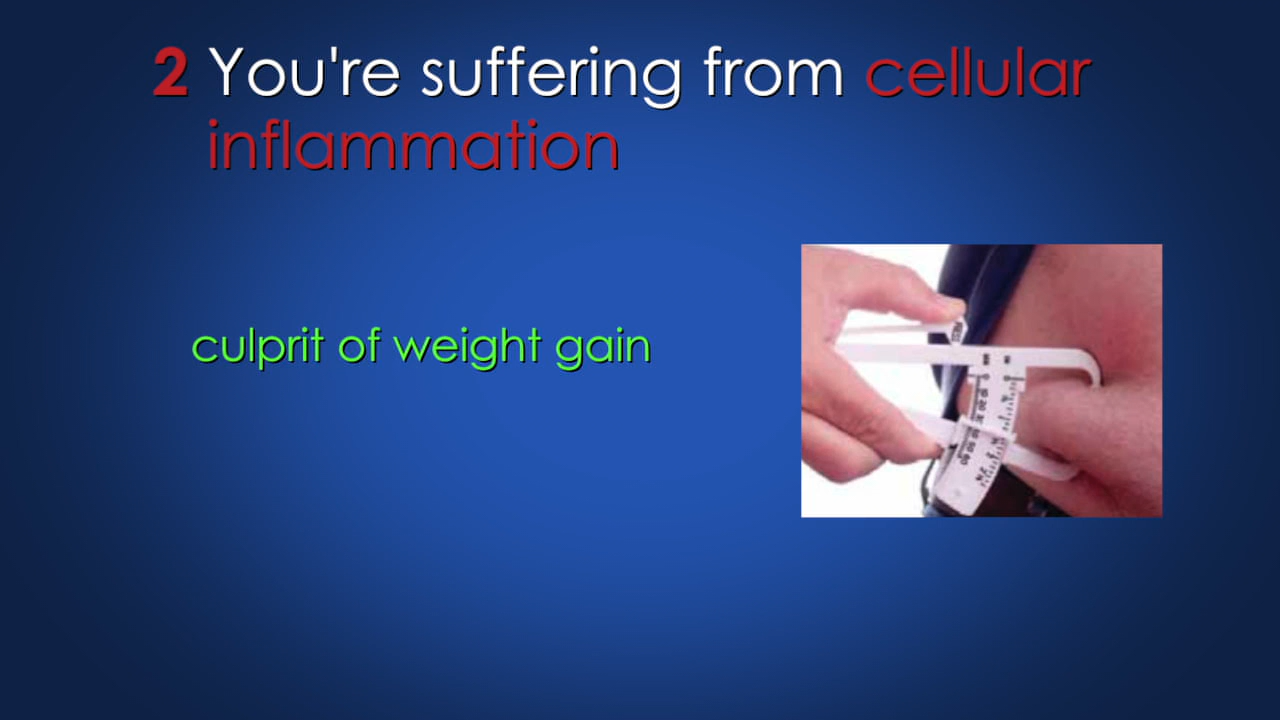 2 You're suffering from cellular
inflammation
culprit of weight gain